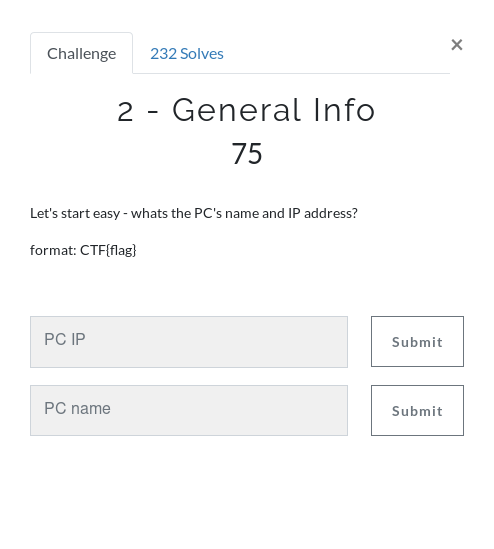 Challenge
232 Solves
×
2 - General Info
75
Let's start easy - whats the PC's name and IP address?
format: CTF{flag}
PC IP
Submit
PC name
Submit